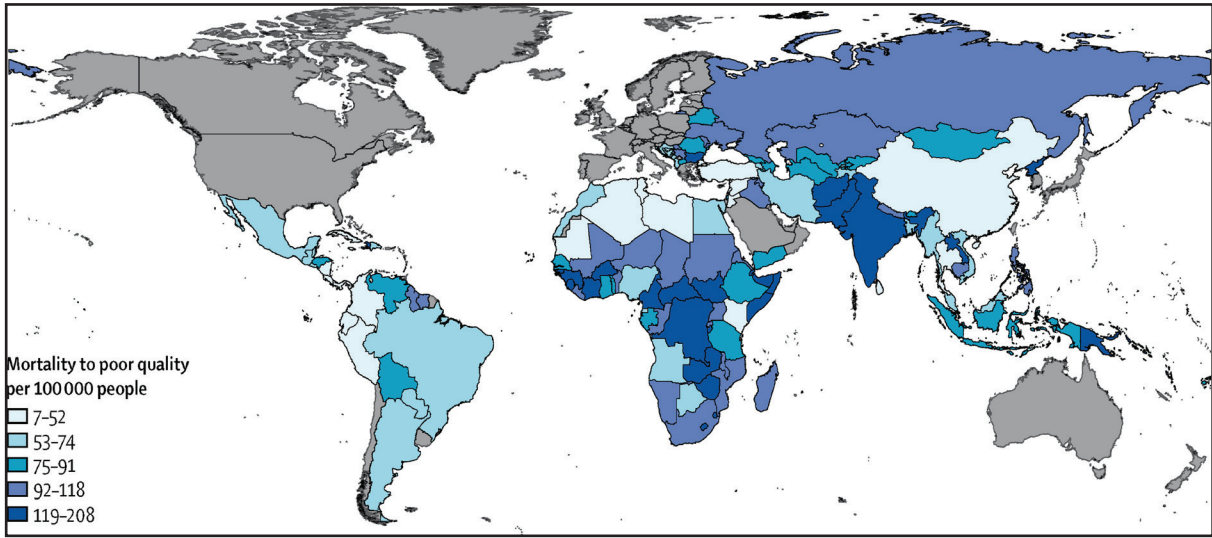 Mortality to poor quality
per 100 000 people
7–52
53–74
75–91
92–118
119–208